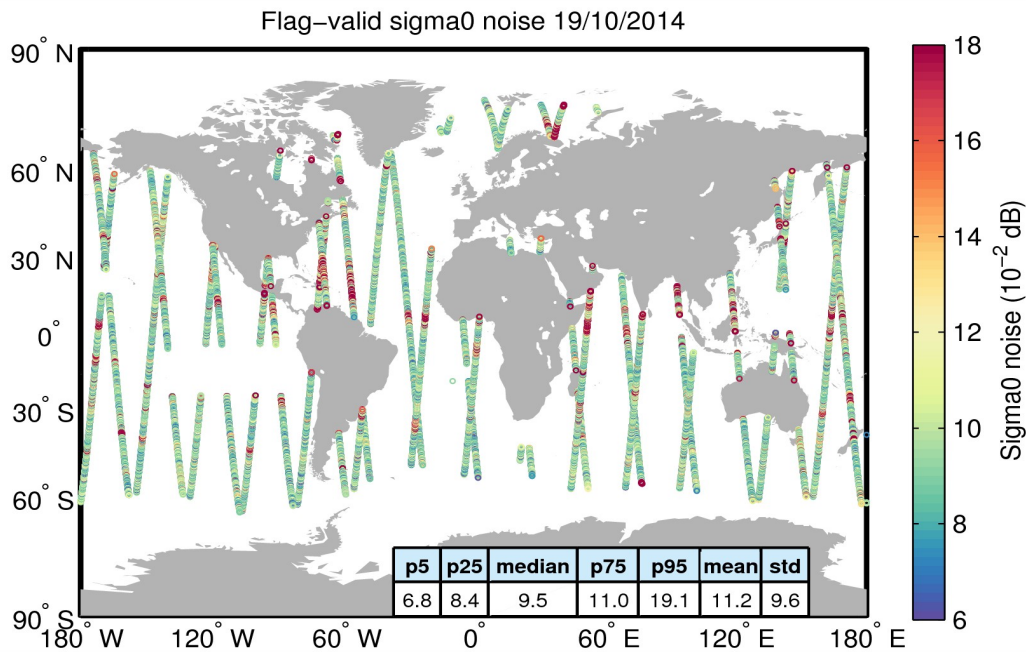 Flag−valid sigma0 noise 19/10/2014
90° N
60° N
30° N
0°
30° S
60° S
90° S
180° W
120° W
60° W
0°
60° E
120° E
180° E
p5 p25 median p75 p95 mean std
6.8 8.4 9.5 11.0 19.1 11.2 9.6
18
16
14
12
10
8
6
Sigma0 noise (10⁻² dB)